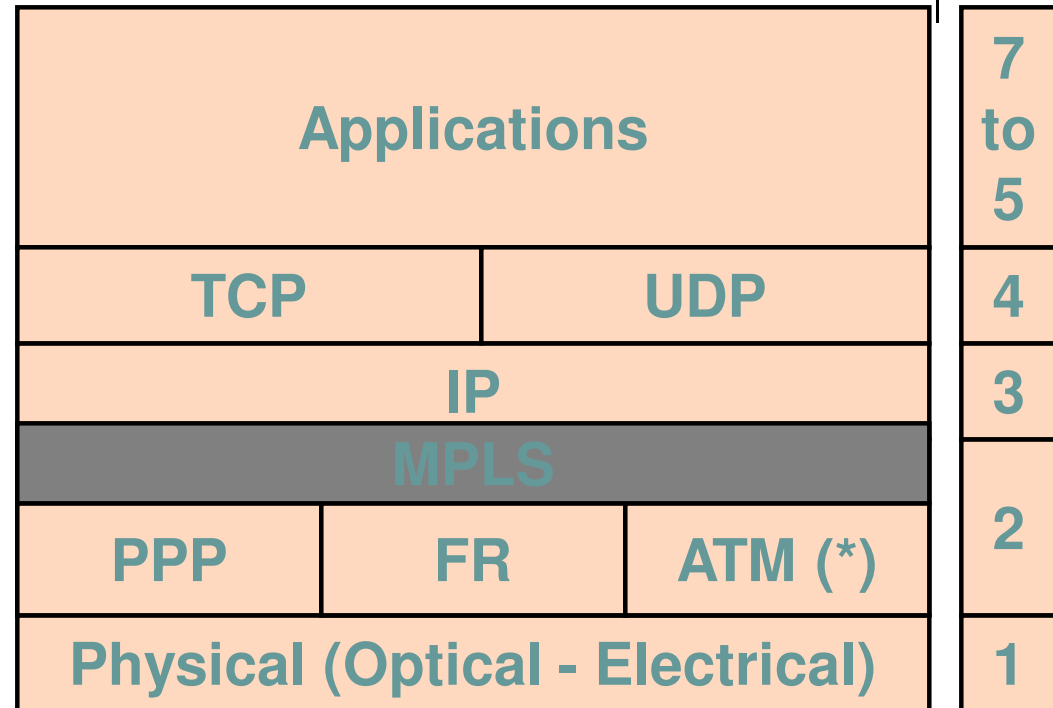 Applications
7
to
5
TCP UDP 4
IP 3
MPLS
PPP FR ATM (*) 2
Physical (Optical - Electrical) 1